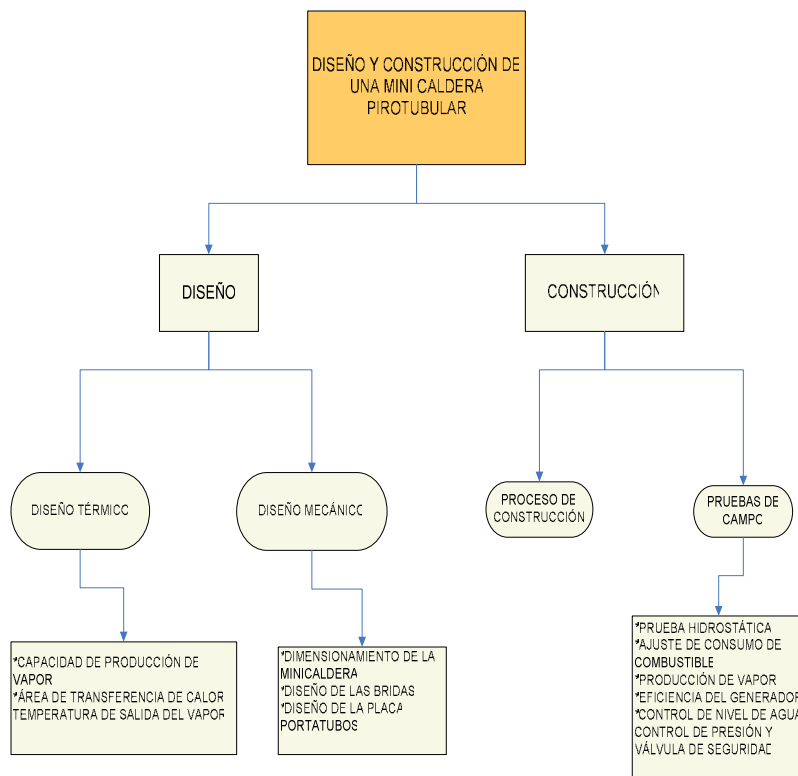 DISEÑO Y CONSTRUCCIÓN DE
UNA MINI CALDERA
PIROTUBULAR
DISEÑO
CONSTRUCCIÓN
DISEÑO TÉRMICO
DISEÑO MECÁNICO
PROCESO DE
CONSTRUCCIÓN
PRUEBAS DE
CAMPO
*CAPACIDAD DE PRODUCCIÓN DE
VAPOR
*ÁREA DE TRANSFERENCIA DE CALOR
TEMPERATURA DE SALIDA DEL VAPOR
*DIMENSIONAMIENTO DE LA
MINICALDERA
*DISEÑO DE LAS BRIDAS
*DISEÑO DE LA PLACA
PORTATUBOS
*PRUEBA HIDROSTÁTICA
*AJUSTE DE CONSUMO DE
COMBUSTIBLE
*PRODUCCIÓN DE VAPOR
*EFICIENCIA DEL GENERADOR
*CONTROL DE NIVEL DE AGUA
CONTROL DE PRESIÓN Y
VÁLVULA DE SEGURIDAD